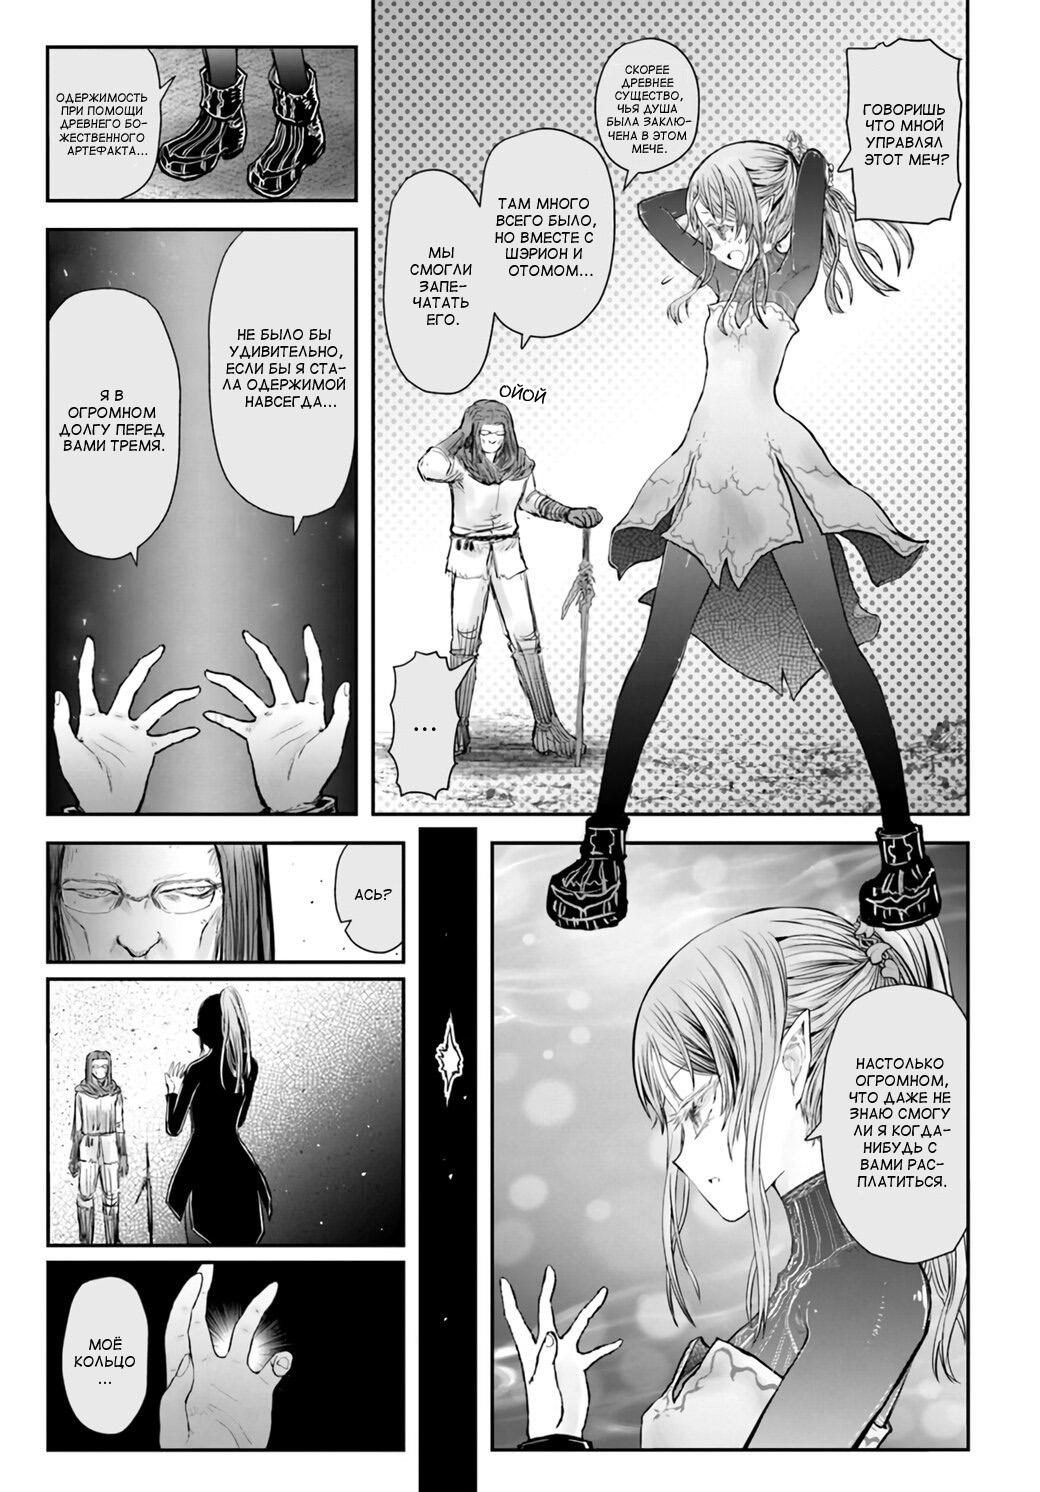 ГОВОРИШЬ
ЧТО МНОЙ
УПРАВЛЯЛ
ЭТОТ МЕЧ?
СКОРЕЕ
ДРЕВНЕЕ
СУЩЕСТВО,
ЧЬЯ ДУША
БЫЛА ЗАКЛЮ-
ЧЕНА В ЭТОМ
МЕЧЕ.
ТАМ МНОГО
ВСЕГО БЫЛО,
НО ВМЕСТЕ С
ШЭРИОН И
ОТОМОМ...
МЫ
СМОГЛИ
ЗАПЕ-
ЧАТАТЬ
ЕГО.
ОЙОЙ
...
ОДЕРЖИМОСТЬ
ПРИ ПОМОЩИ
ДРЕВНЕГО БО-
ЖЕСТВЕННОГО
АРТЕФАКТА...
НЕ БЫЛО БЫ
УДИВИТЕЛЬНО,
ЕСЛИ БЫ Я СТА-
ЛА ОДЕРЖИМОЙ
НАВСЕГДА...
Я В
ОГРОМНОМ
ДОЛГУ ПЕРЕД
ВАМИ ТРЕМЯ.
НАСТОЛЬКО
ОГРОМНОМ,
ЧТО ДАЖЕ НЕ
ЗНАЮ СМОГУ
ЛИ Я КОГДА-
НИБУДЬ С
ВАМИ РАС-
ПЛАТИТЬСЯ.
АСЬ?
МОЁ
КОЛЬЦО
...